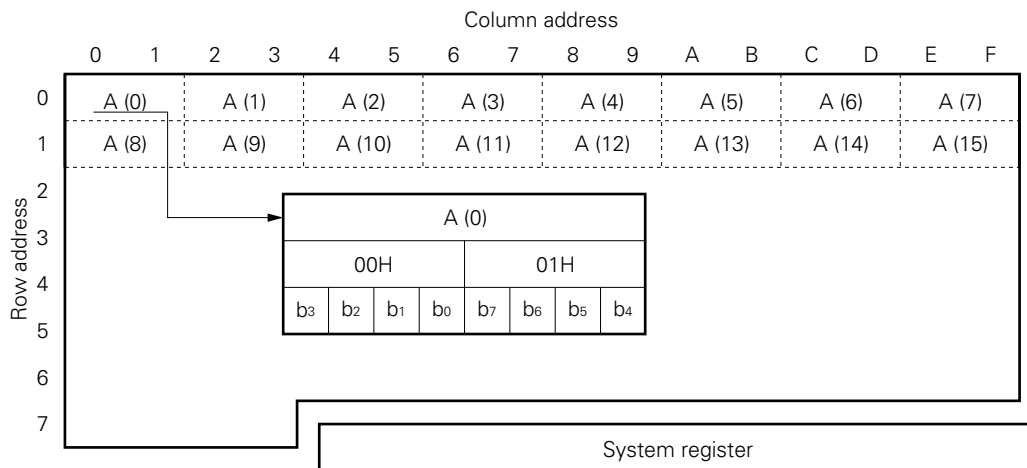 Column address
0 1 2 3 4 5 6 7 8 9 A B C D E F
Row address
0 A (0) A (1) A (2) A (3) A (4) A (5) A (6) A (7)
1 A (8) A (9) A (10) A (11) A (12) A (13) A (14) A (15)
2
A (0)
3
00H 01H
4
b3 b2 b1 b0 b7 b6 b5 b4
5
6
7
System register